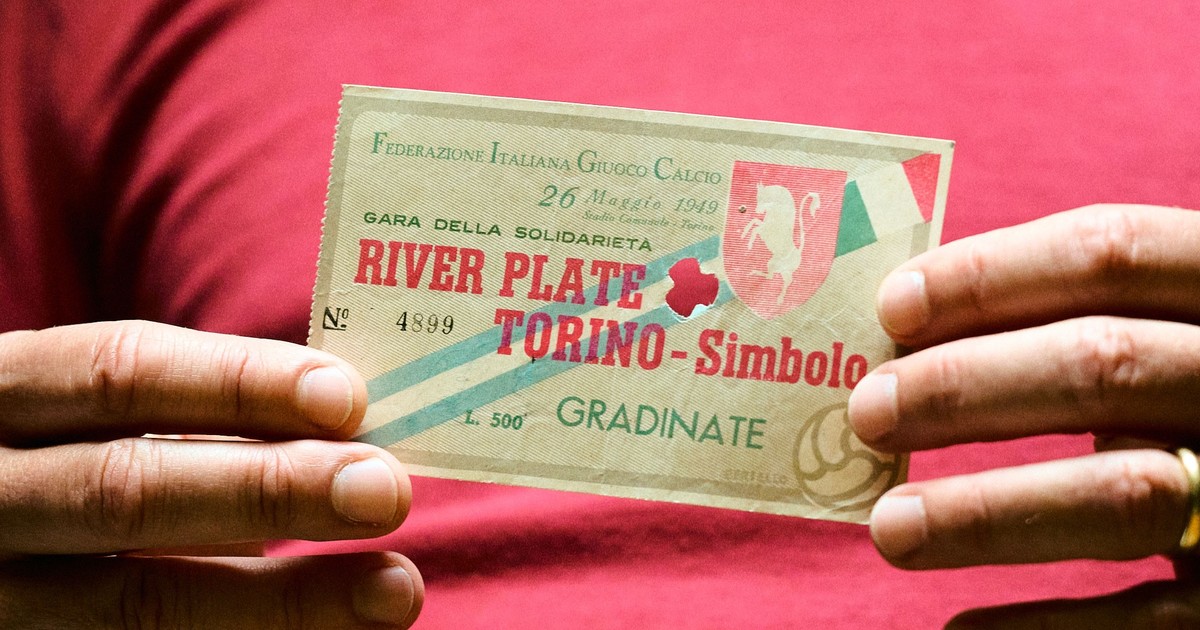 FEDERAZIONE ITALIANA GIUOCO CALCIO
26 Maggio 1949
Stadio Comunale - Torino
GARA DELLA SOLIDARIETA
RIVER PLATE
Nº 4899
TORINO - Simbolo
L. 500
GRADINATE